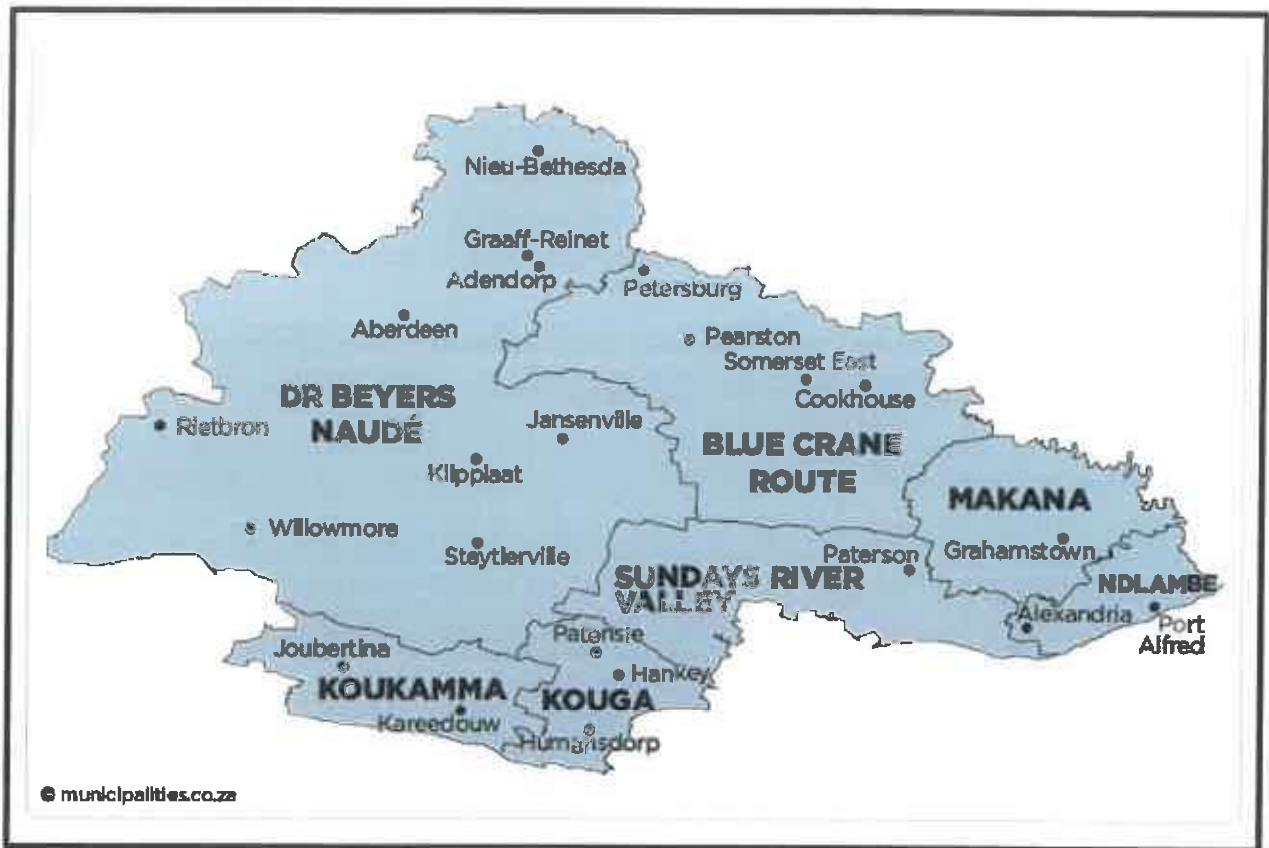 Nieu-Bethesda
Graaff-Reinet
Adendorp
Petersburg
Aberdeen
Pearston
Somerset East
Cookhouse
DR BEYERS
NAUDÉ
Rietbron
Jansenville
BLUE CRANE
ROUTE
Klipplaat
MAKANA
Willowmore
Steytlerville
Paterson
Grahamstown
SUNDAYS RIVER
VALLEY
NDLAMBE
Alexandria
Port
Alfred
Patensie
Joubertina
Hankey
KOUKAMMA
KOUGA
Kareedouw
Humansdorp
© municipalities.co.za